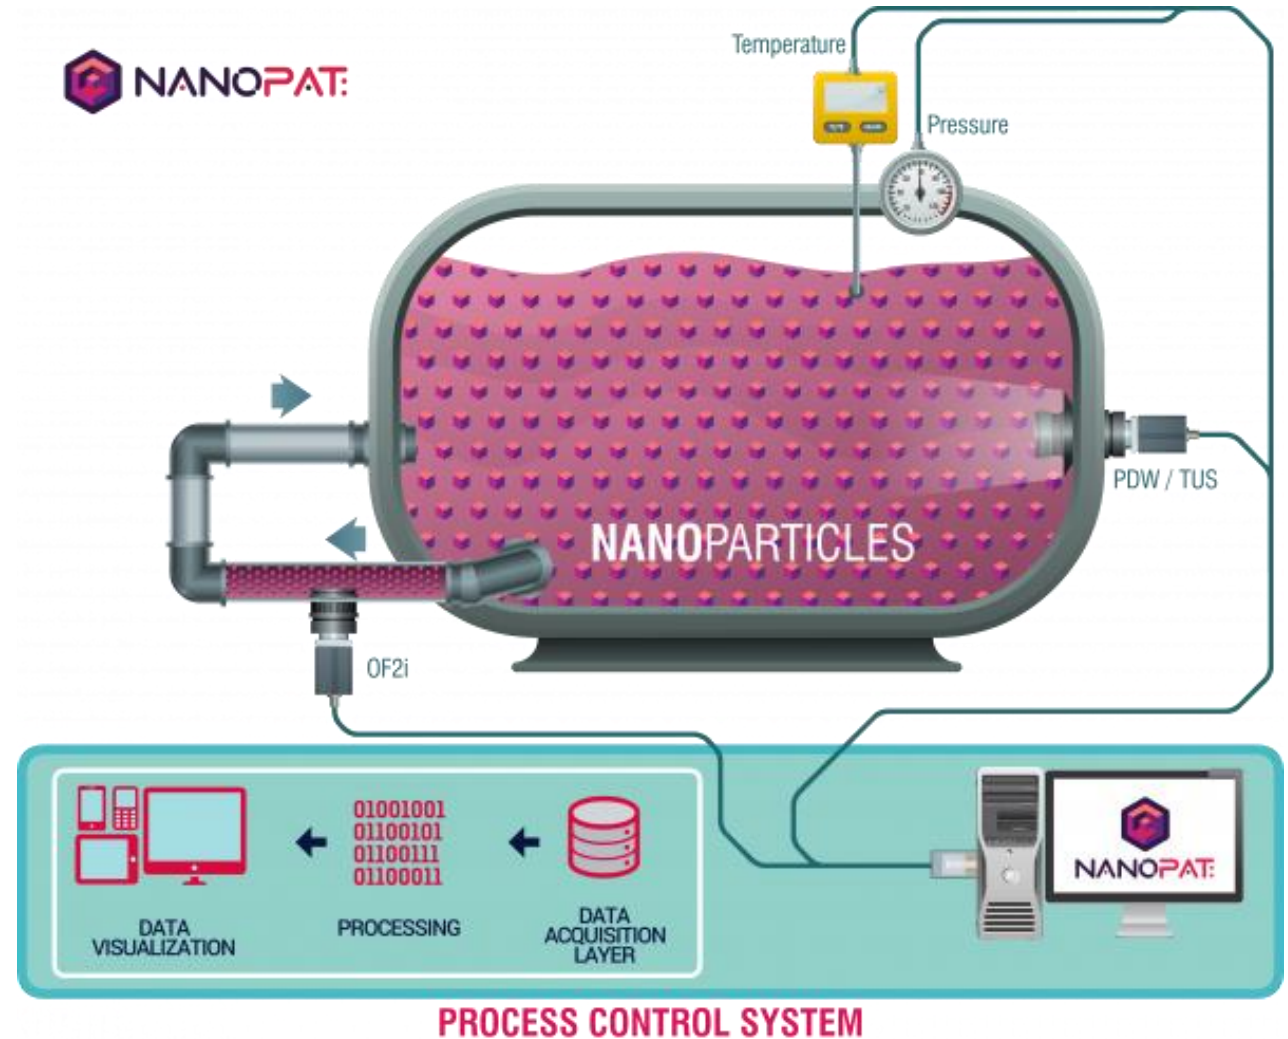 NANOPAT
Temperature
Pressure
PDW / TUS
NANOPARTICLES
OF2i
01001001
01100101
01100111
01100011
DATA
VISUALIZATION
PROCESSING
DATA
ACQUISITION
LAYER
NANOPAT
PROCESS CONTROL SYSTEM